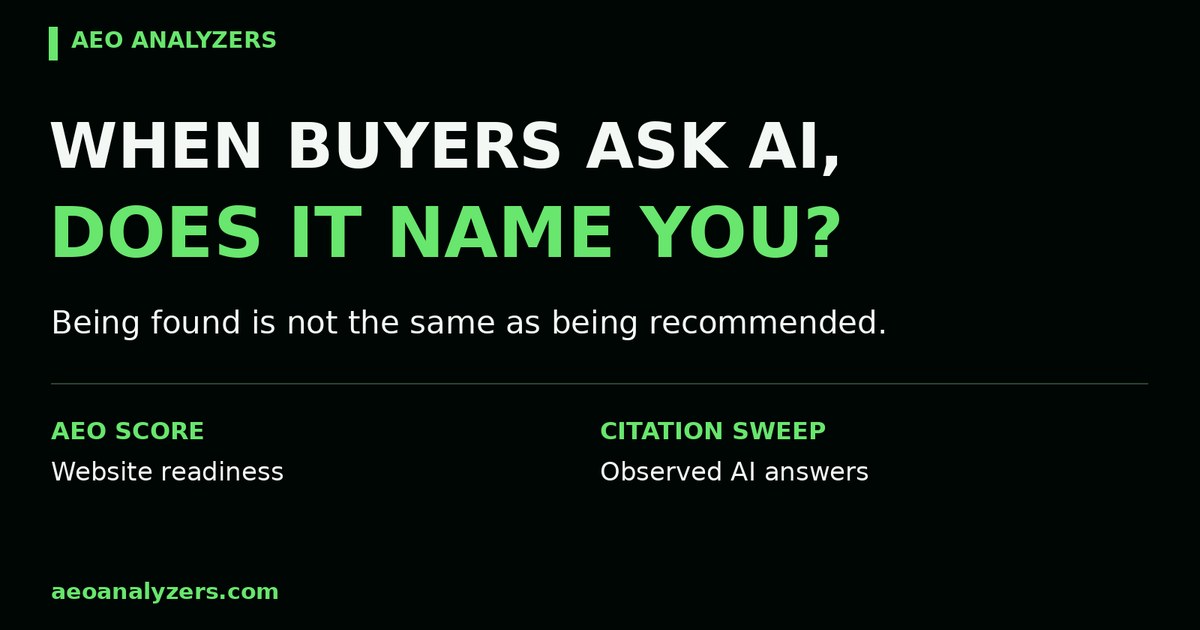 AEO ANALYZERS
WHEN BUYERS ASK AI,
DOES IT NAME YOU?
Being found is not the same as being recommended.
AEO SCORE
Website readiness
CITATION SWEEP
Observed AI answers
aeoanalyzers.com